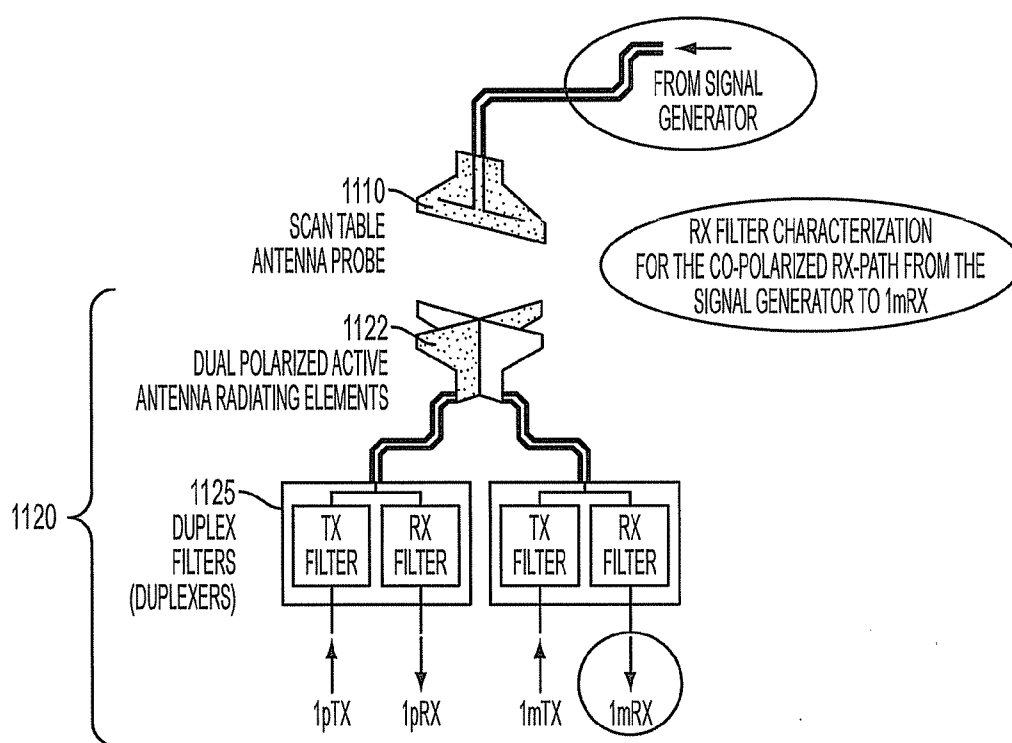 FROM SIGNAL
GENERATOR
1110
SCAN TABLE
ANTENNA PROBE
RX FILTER CHARACTERIZATION
FOR THE CO-POLARIZED RX-PATH FROM THE
SIGNAL GENERATOR TO 1mRX
1122
DUAL POLARIZED ACTIVE
ANTENNA RADIATING ELEMENTS
1120
1125
DUPLEX
FILTERS
(DUPLEXERS)
TX
FILTER
RX
FILTER
TX
FILTER
RX
FILTER
1pTX
1pRX
1mTX
1mRX